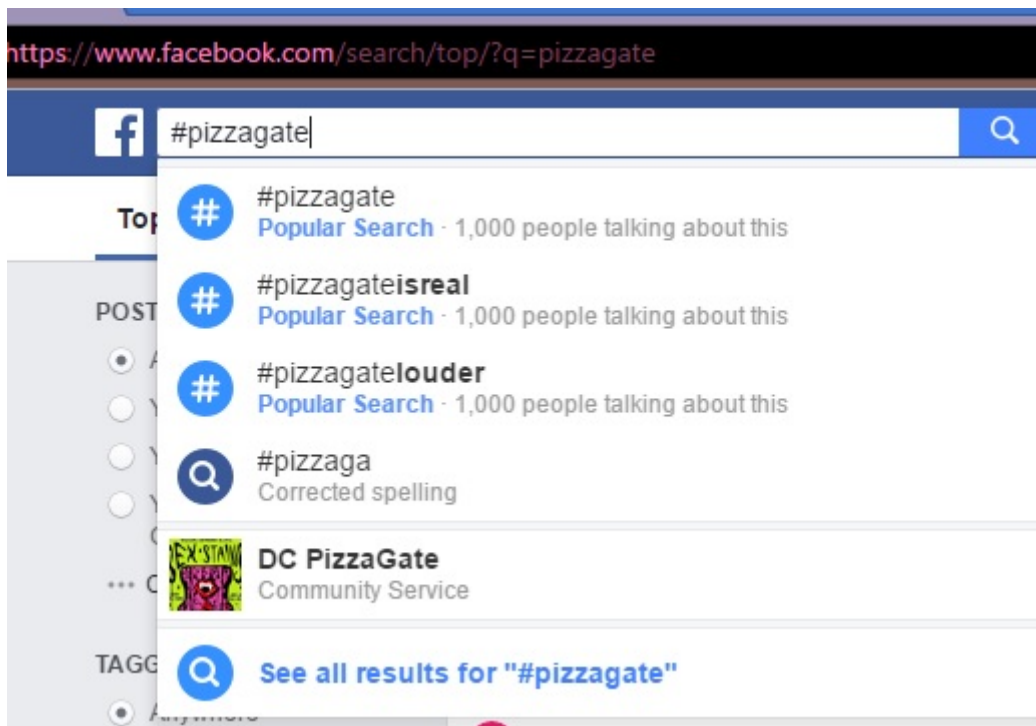 https://www.facebook.com/search/top/?q=pizzagate
#pizzagate
Top
#pizzagate
Popular Search · 1,000 people talking about this
#pizzagateisreal
Popular Search · 1,000 people talking about this
POST
#pizzagatelouder
Popular Search · 1,000 people talking about this
#pizzaga
Corrected spelling
DC PizzaGate
Community Service
TAGG
See all results for "#pizzagate"
Anywhere